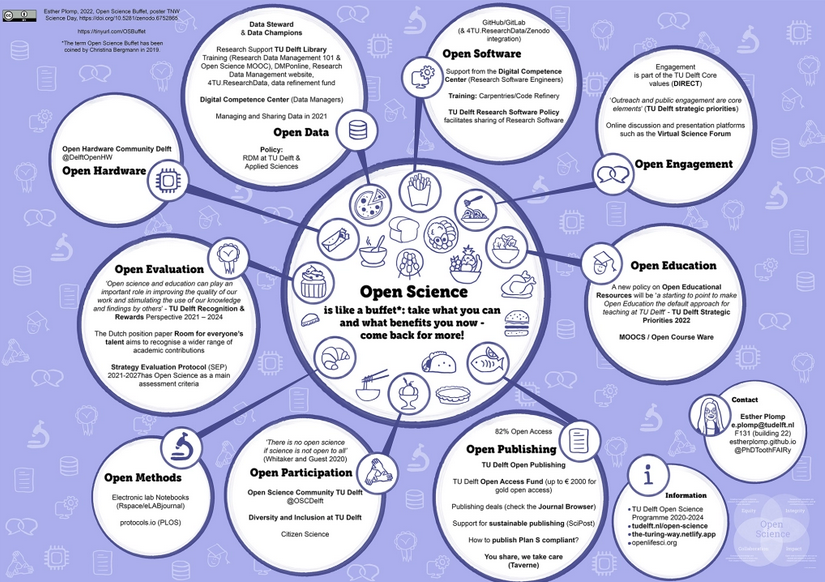 Esther Plomp, 2022, Open Science Buffet, poster TNW
Science Day, https://doi.org/10.5281/zenodo.6752865
https://tinyurl.com/OSBuffet
*The term Open Science Buffet has been
coined by Christina Bergmann in 2019.
Data Steward
& Data Champions
Research Support TU Delft Library
Training (Research Data Management 101 &
Open Science MOOC), DMPonline, Research
Data Management website,
4TU.ResearchData, data refinement fund
Digital Competence Center (Data Managers)
Managing and Sharing Data in 2021
Open Data
Policy:
RDM at TU Delft &
Applied Sciences
GitHub/GitLab
(& 4TU.ResearchData/Zenodo
integration)
Open Software
Support from the Digital Competence
Center (Research Software Engineers)
Training: Carpentries/Code Refinery
TU Delft Research Software Policy
facilitates sharing of Research Software
Engagement
is part of the TU Delft Core
values (DIRECT)
'Outreach and public engagement are core
elements' (TU Delft strategic priorities)
Online discussion and presentation platforms
such as the Virtual Science Forum
Open Engagement
Open Hardware Community Delft
@DelftOpenHW
Open Hardware
Open Evaluation
'Open science and education can play an
important role in improving the quality of our
work and stimulating the use of our knowledge
and findings by others' - TU Delft Recognition &
Rewards Perspective 2021 – 2024
The Dutch position paper Room for everyone's
talent aims to recognise a wider range of
academic contributions
Strategy Evaluation Protocol (SEP)
2021-2027has Open Science as a main
assessment criteria
Open Science
is like a buffet*: take what you can
and what benefits you now -
come back for more!
Open Education
A new policy on Open Educational
Resources will be 'a starting point to make
Open Education the default approach for
teaching at TU Delft' - TU Delft Strategic
Priorities 2022
MOOCS / Open Course Ware
Open Methods
Electronic lab Notebooks
(Rspace/eLABjournal)
protocols.io (PLOS)
'There is no open science
if science is not open to all'
(Whitaker and Guest 2020)
Open Participation
Open Science Community TU Delft
@OSCDelft
Diversity and Inclusion at TU Delft
Citizen Science
82% Open Access
Open Publishing
TU Delft Open Publishing
TU Delft Open Access Fund (up to € 2000 for
gold open access)
Publishing deals (check the Journal Browser)
Support for sustainable publishing (SciPost)
How to publish Plan S compliant?
You share, we take care
(Taverne)
Contact
Esther Plomp
e.plomp@tudelft.nl
F131 (building 22)
estherplomp.github.io
@PhDToothFAIRy
Information
• TU Delft Open Science
Programme 2020-2024
• tudelft.nl/open-science
• the-turing-way.netlify.app
• openlifesci.org
Integrity
Open
Science
Impact